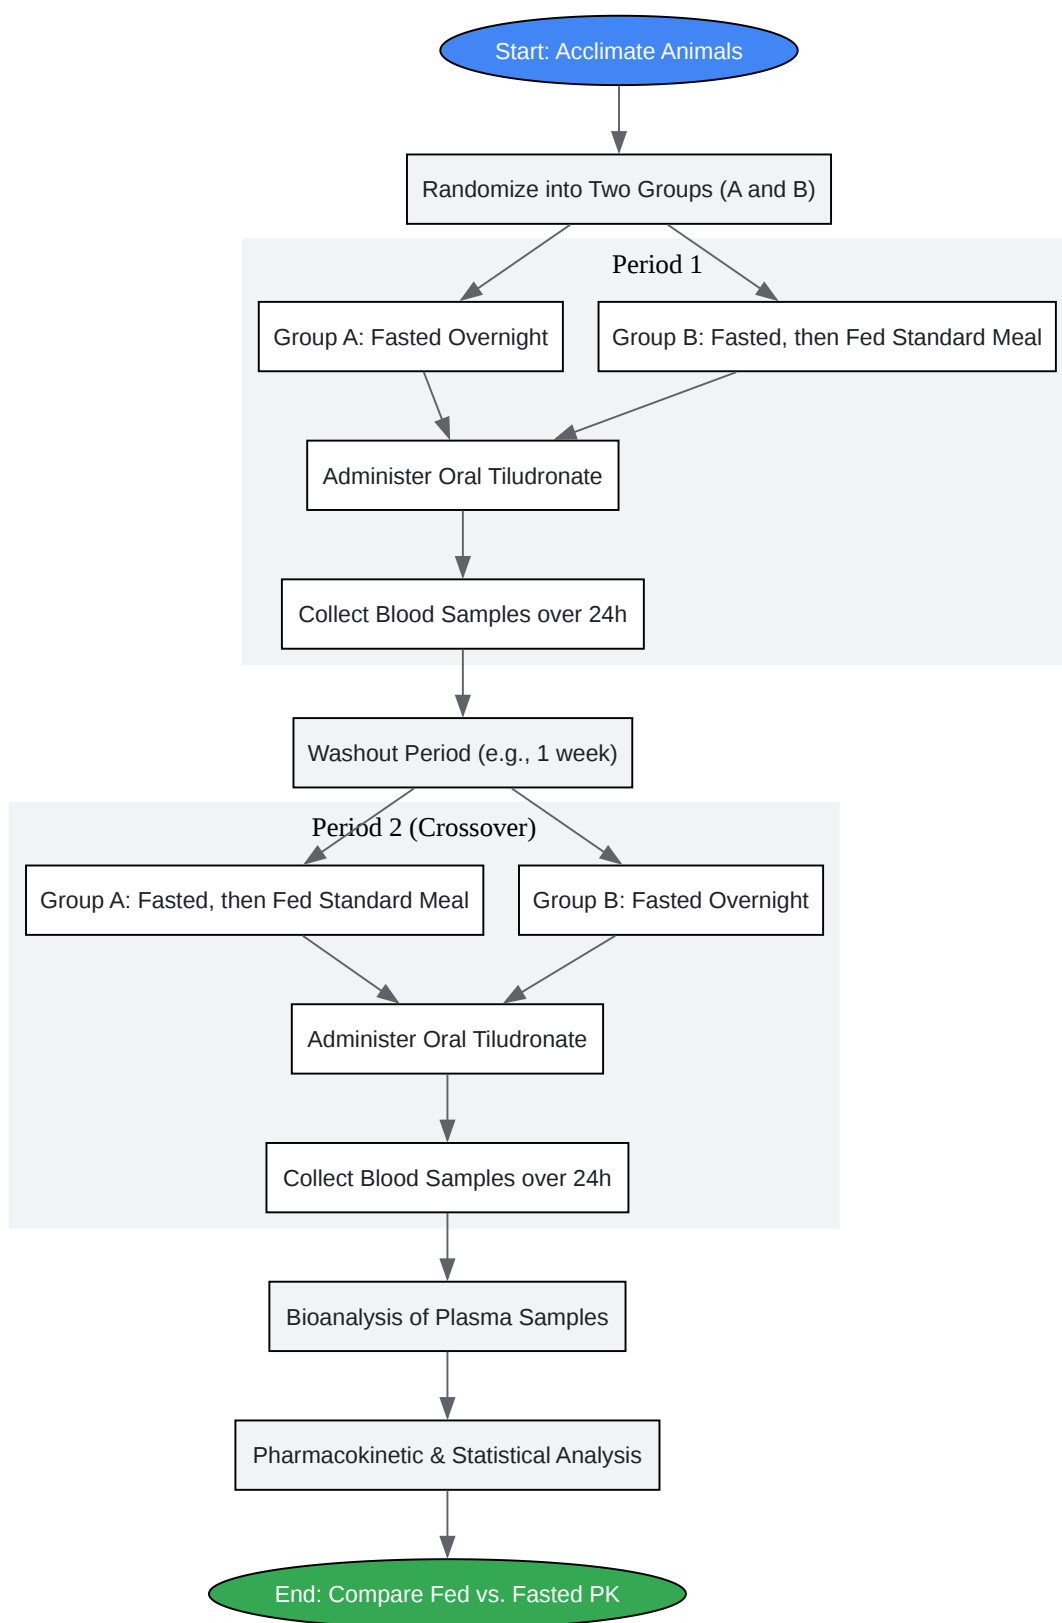 Start: Acclimate Animals
Randomize into Two Groups (A and B)
Period 1
Group A: Fasted Overnight
Group B: Fasted, then Fed Standard Meal
Administer Oral Tiludronate
Collect Blood Samples over 24h
Washout Period (e.g., 1 week)
Period 2 (Crossover)
Group A: Fasted, then Fed Standard Meal
Group B: Fasted Overnight
Administer Oral Tiludronate
Collect Blood Samples over 24h
Bioanalysis of Plasma Samples
Pharmacokinetic & Statistical Analysis
End: Compare Fed vs. Fasted PK